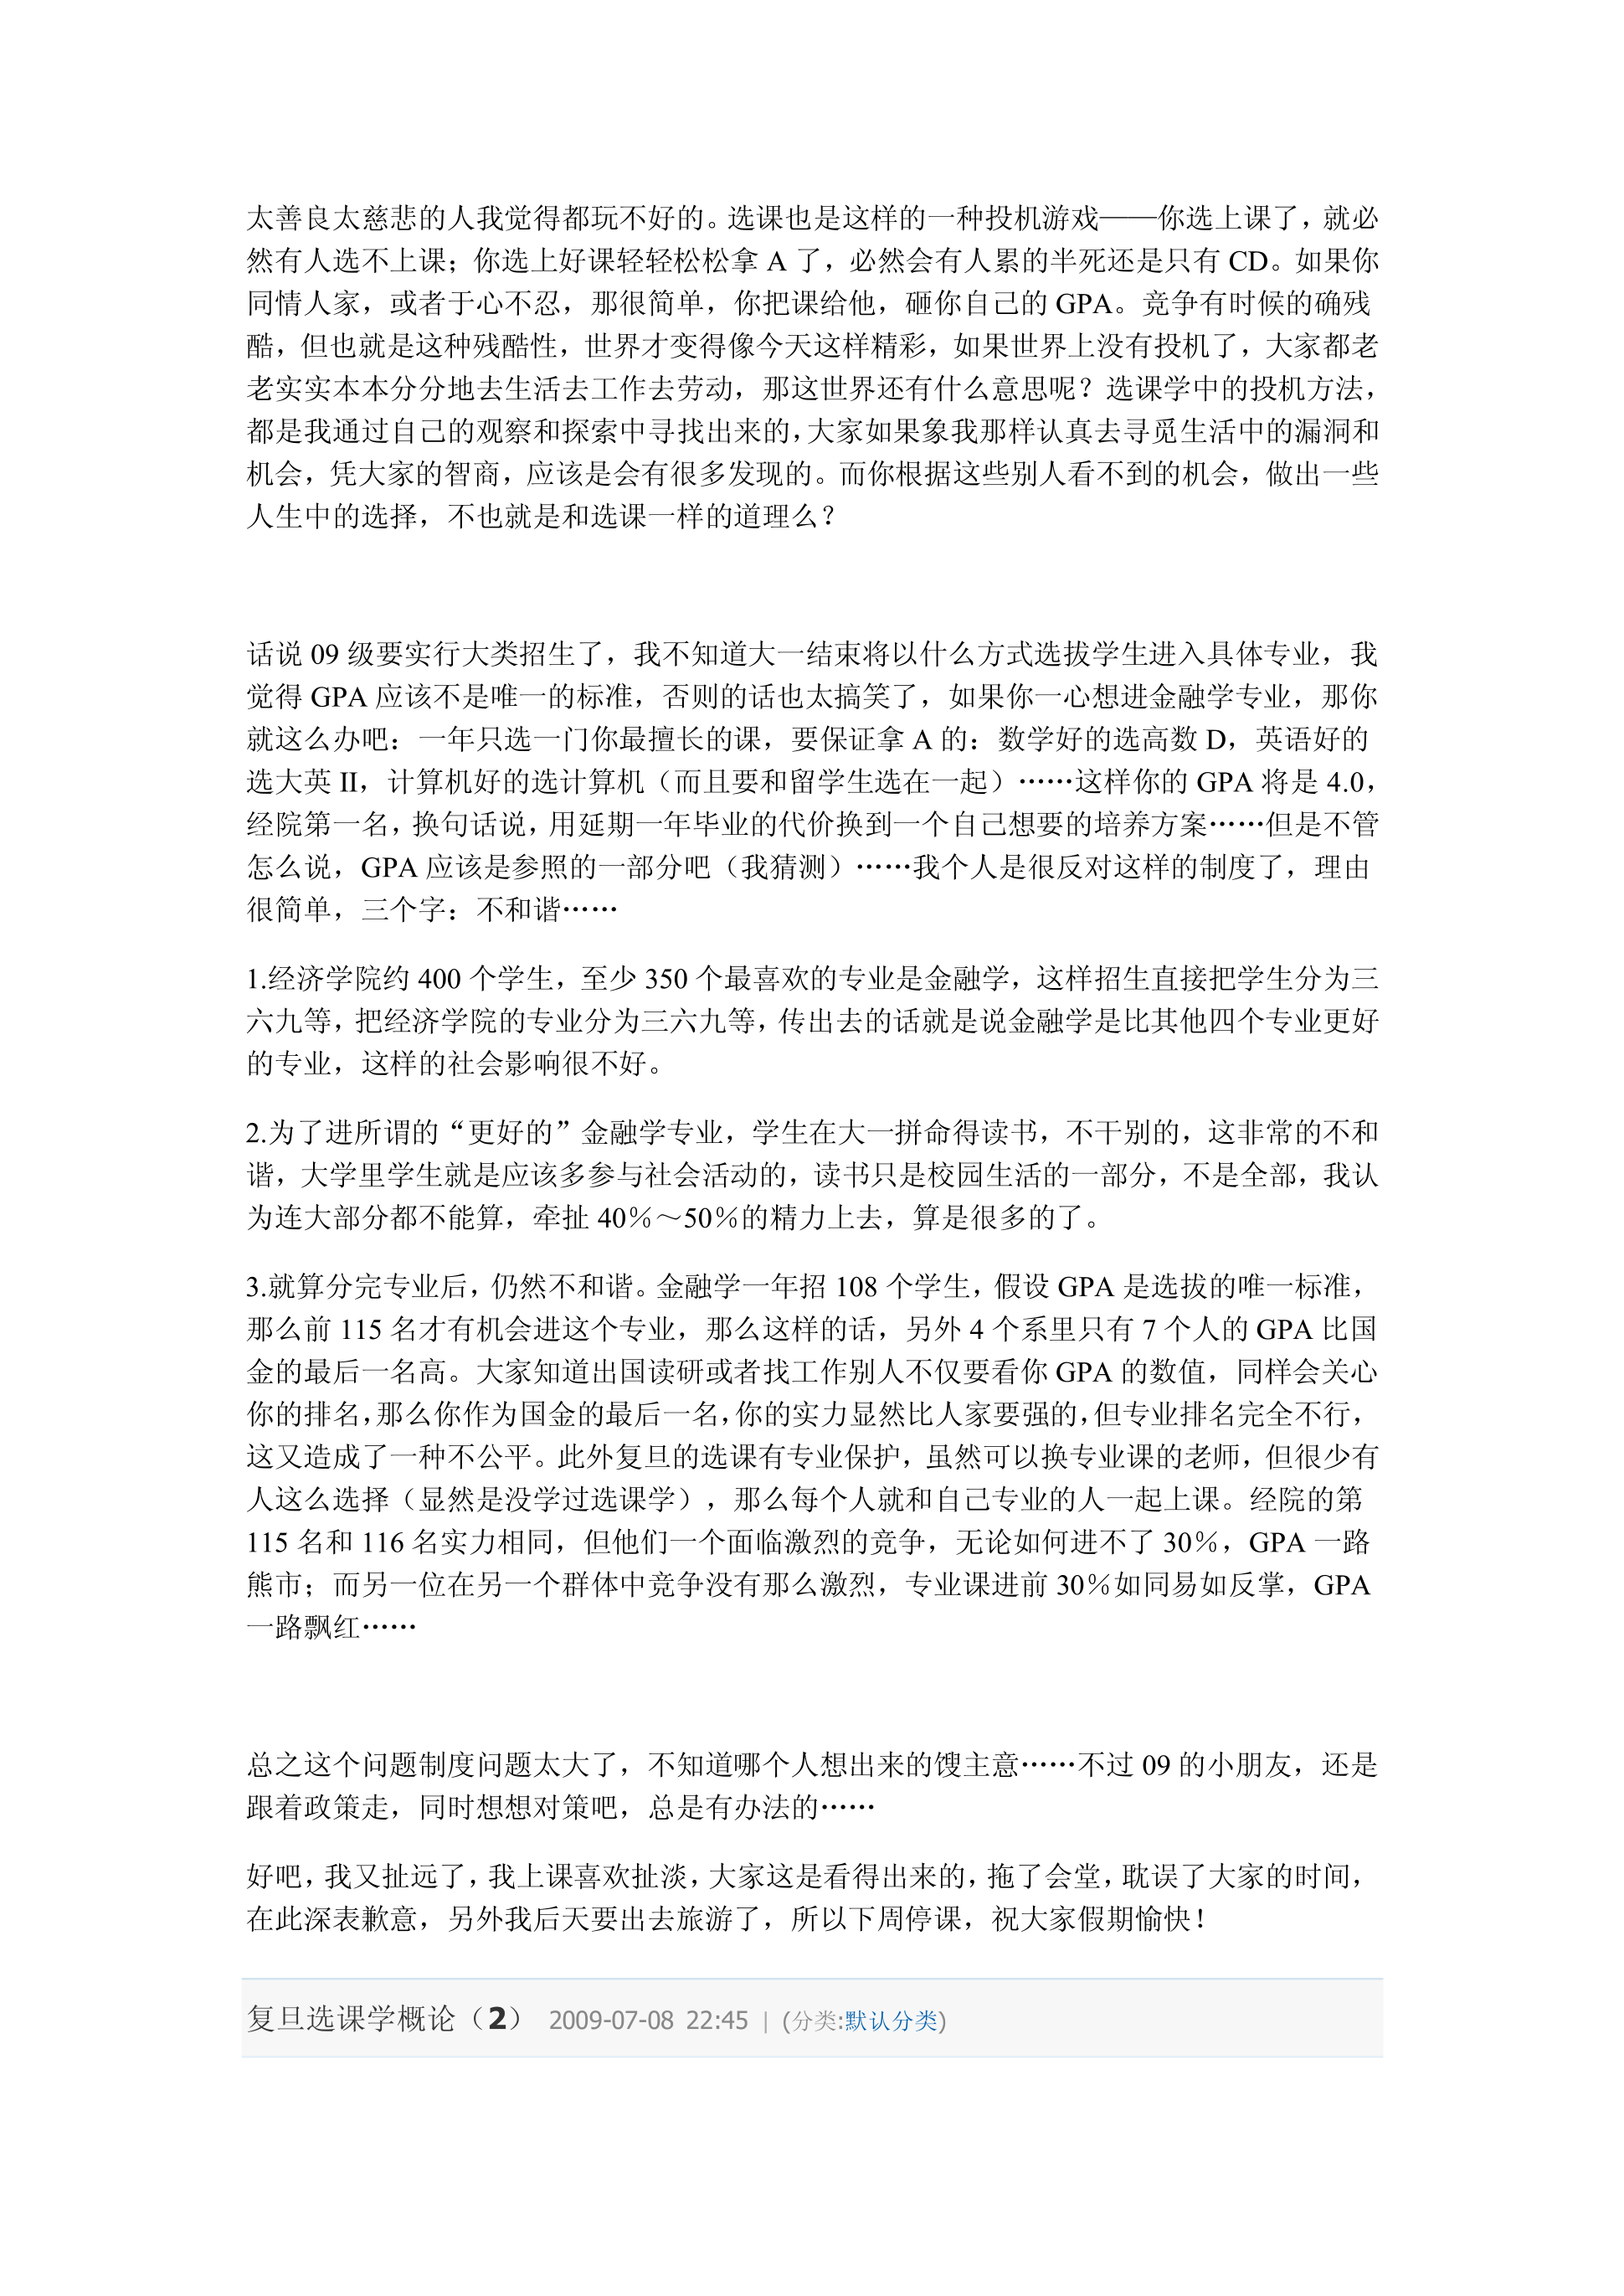 太善良太慈悲的人我觉得都玩不好的。选课也是这样的一种投机游戏——你选上课了，就必
然有人选不上课；你选上好课轻轻松松拿 A 了，必然会有人累的半死还是只有 CD。如果你
同情人家，或者于心不忍，那很简单，你把课给他，砸你自己的 GPA。竞争有时候的确残
酷，但也就是这种残酷性，世界才变得像今天这样精彩，如果世界上没有投机了，大家都老
老实实本本分分地去生活去工作去劳动，那这世界还有什么意思呢？选课学中的投机方法，
都是我通过自己的观察和探索中寻找出来的，大家如果象我那样认真去寻觅生活中的漏洞和
机会，凭大家的智商，应该是会有很多发现的。而你根据这些别人看不到的机会，做出一些
人生中的选择，不也就是和选课一样的道理么？
话说 09 级要实行大类招生了，我不知道大一结束将以什么方式选拔学生进入具体专业，我
觉得 GPA 应该不是唯一的标准，否则的话也太搞笑了，如果你一心想进金融学专业，那你
就这么办吧：一年只选一门你最擅长的课，要保证拿 A 的：数学好的选高数 D，英语好的
选大英 II，计算机好的选计算机（而且要和留学生选在一起）……这样你的 GPA 将是 4.0，
经院第一名，换句话说，用延期一年毕业的代价换到一个自己想要的培养方案……但是不管
怎么说，GPA 应该是参照的一部分吧（我猜测）……我个人是很反对这样的制度了，理由
很简单，三个字：不和谐……
1.经济学院约 400 个学生，至少 350 个最喜欢的专业是金融学，这样招生直接把学生分为三
六九等，把经济学院的专业分为三六九等，传出去的话就是说金融学是比其他四个专业更好
的专业，这样的社会影响很不好。
2.为了进所谓的“更好的”金融学专业，学生在大一拼命得读书，不干别的，这非常的不和
谐，大学里学生就是应该多参与社会活动的，读书只是校园生活的一部分，不是全部，我认
为连大部分都不能算，牵扯 40％～50％的精力上去，算是很多的了。
3.就算分完专业后，仍然不和谐。金融学一年招 108 个学生，假设 GPA 是选拔的唯一标准，
那么前 115 名才有机会进这个专业，那么这样的话，另外 4 个系里只有 7 个人的 GPA 比国
金的最后一名高。大家知道出国读研或者找工作别人不仅要看你 GPA 的数值，同样会关心
你的排名，那么你作为国金的最后一名，你的实力显然比人家要强的，但专业排名完全不行，
这又造成了一种不公平。此外复旦的选课有专业保护，虽然可以换专业课的老师，但很少有
人这么选择（显然是没学过选课学），那么每个人就和自己专业的人一起上课。经院的第
115 名和 116 名实力相同，但他们一个面临激烈的竞争，无论如何进不了 30％，GPA 一路
熊市；而另一位在另一个群体中竞争没有那么激烈，专业课进前 30％如同易如反掌，GPA
一路飘红……
总之这个问题制度问题太大了，不知道哪个人想出来的馊主意……不过 09 的小朋友，还是
跟着政策走，同时想想对策吧，总是有办法的……
好吧，我又扯远了，我上课喜欢扯淡，大家这是看得出来的，拖了会堂，耽误了大家的时间，
在此深表歉意，另外我后天要出去旅游了，所以下周停课，祝大家假期愉快！
复旦选课学概论（2） 2009-07-08 22:45 | (分类:默认分类)